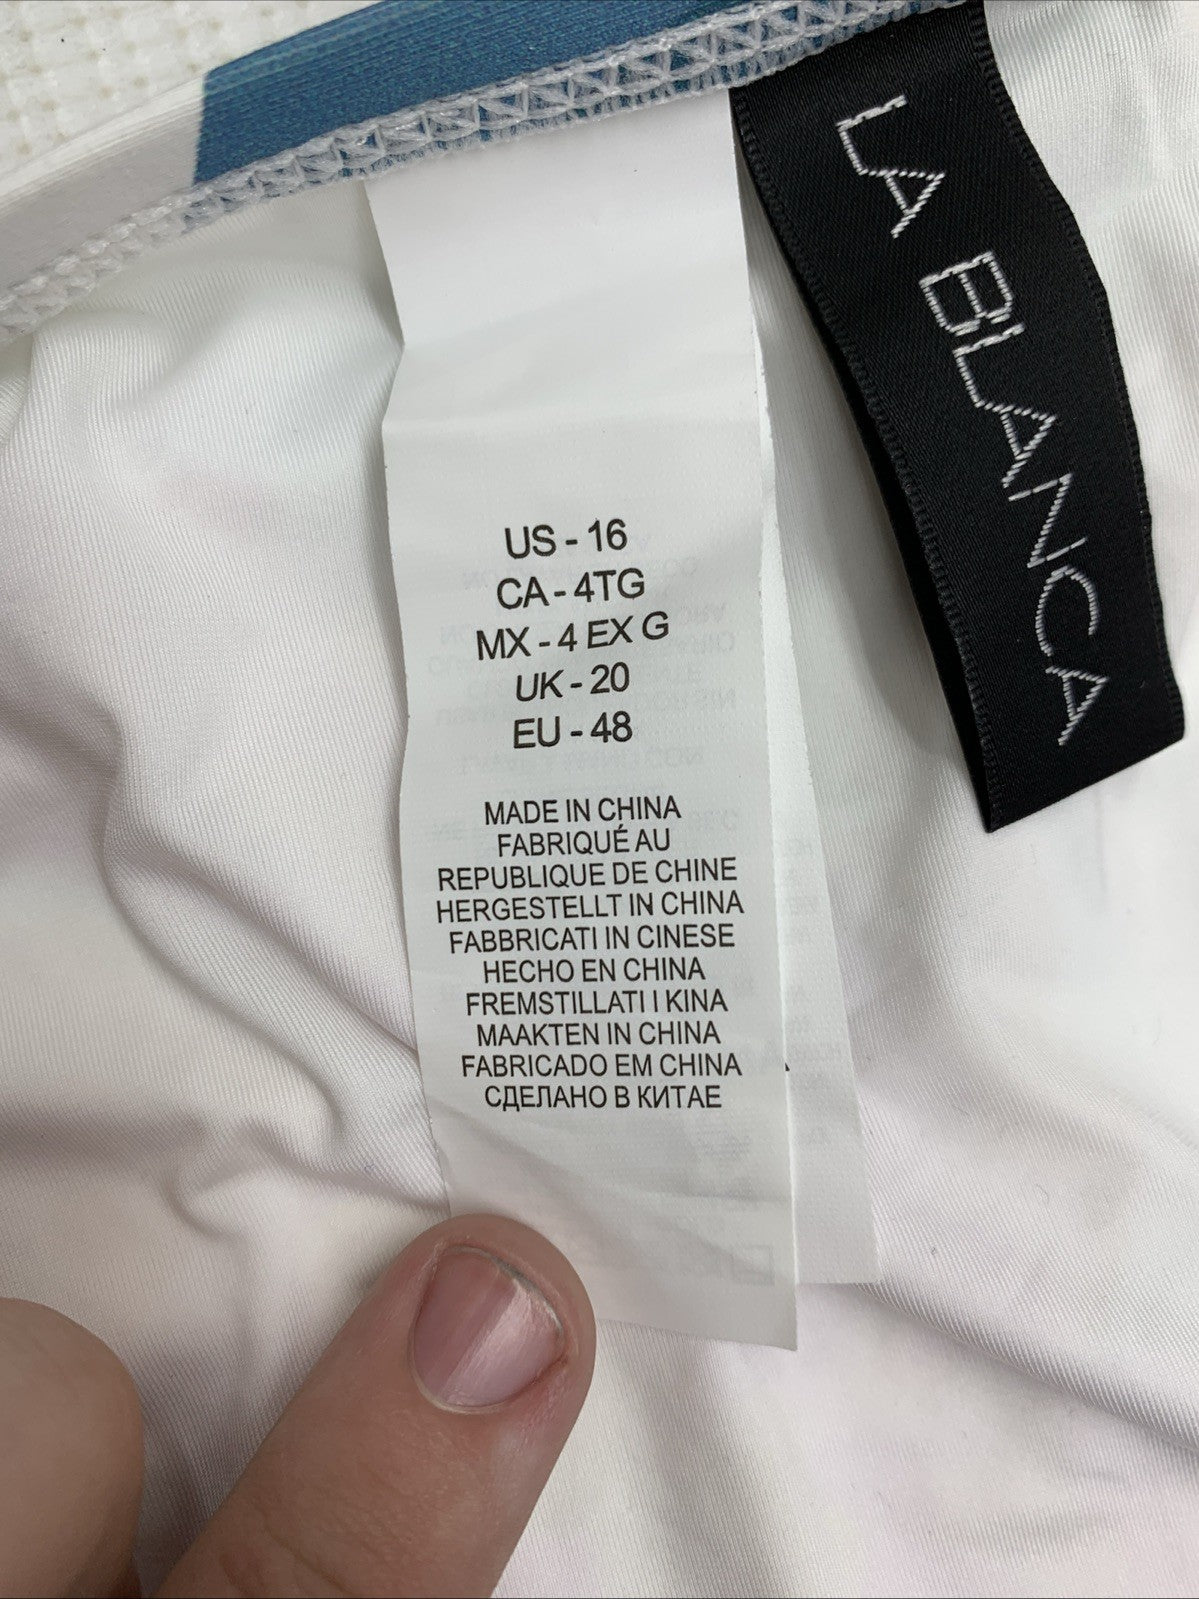 LA BLANCA
US - 16
CA - 4TG
MX - 4 EX G
UK - 20
EU - 48
MADE IN CHINA
FABRIQUÉ AU
REPUBLIQUE DE CHINE
HERGESTELLT IN CHINA
FABBRICATI IN CINESE
HECHO EN CHINA
FREMSTILLATI I KINA
MAAKTEN IN CHINA
FABRICADO EM CHINA
СДЕЛАНО В КИТАЕ